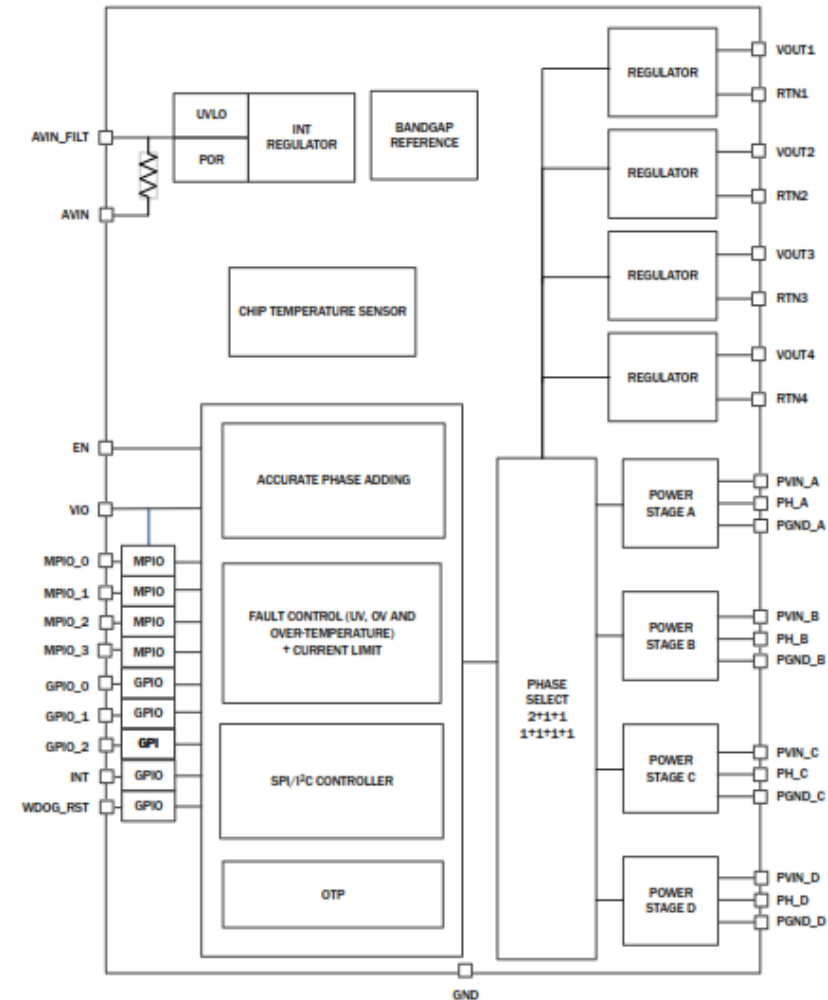 AVIN_FILT
AVIN
UVLO
POR
INT
REGULATOR
BANDGAP
REFERENCE
CHIP TEMPERATURE SENSOR
REGULATOR
VOUT1
RTN1
REGULATOR
VOUT2
RTN2
REGULATOR
VOUT3
RTN3
REGULATOR
VOUT4
RTN4
EN
VIO
MPIO_0
MPIO
MPIO_1
MPIO
MPIO_2
MPIO
MPIO_3
MPIO
GPIO_0
GPIO
GPIO_1
GPIO
GPIO_2
GPI
INT
GPIO
WDOG_RST
GPIO
ACCURATE PHASE ADDING
FAULT CONTROL (UV, OV AND
OVER-TEMPERATURE)
+ CURRENT LIMIT
SPI/I²C CONTROLLER
OTP
PHASE
SELECT
2+1+1
1+1+1+1
POWER
STAGE A
PVIN_A
PH_A
PGND_A
POWER
STAGE B
PVIN_B
PH_B
PGND_B
POWER
STAGE C
PVIN_C
PH_C
PGND_C
POWER
STAGE D
PVIN_D
PH_D
PGND_D
GND